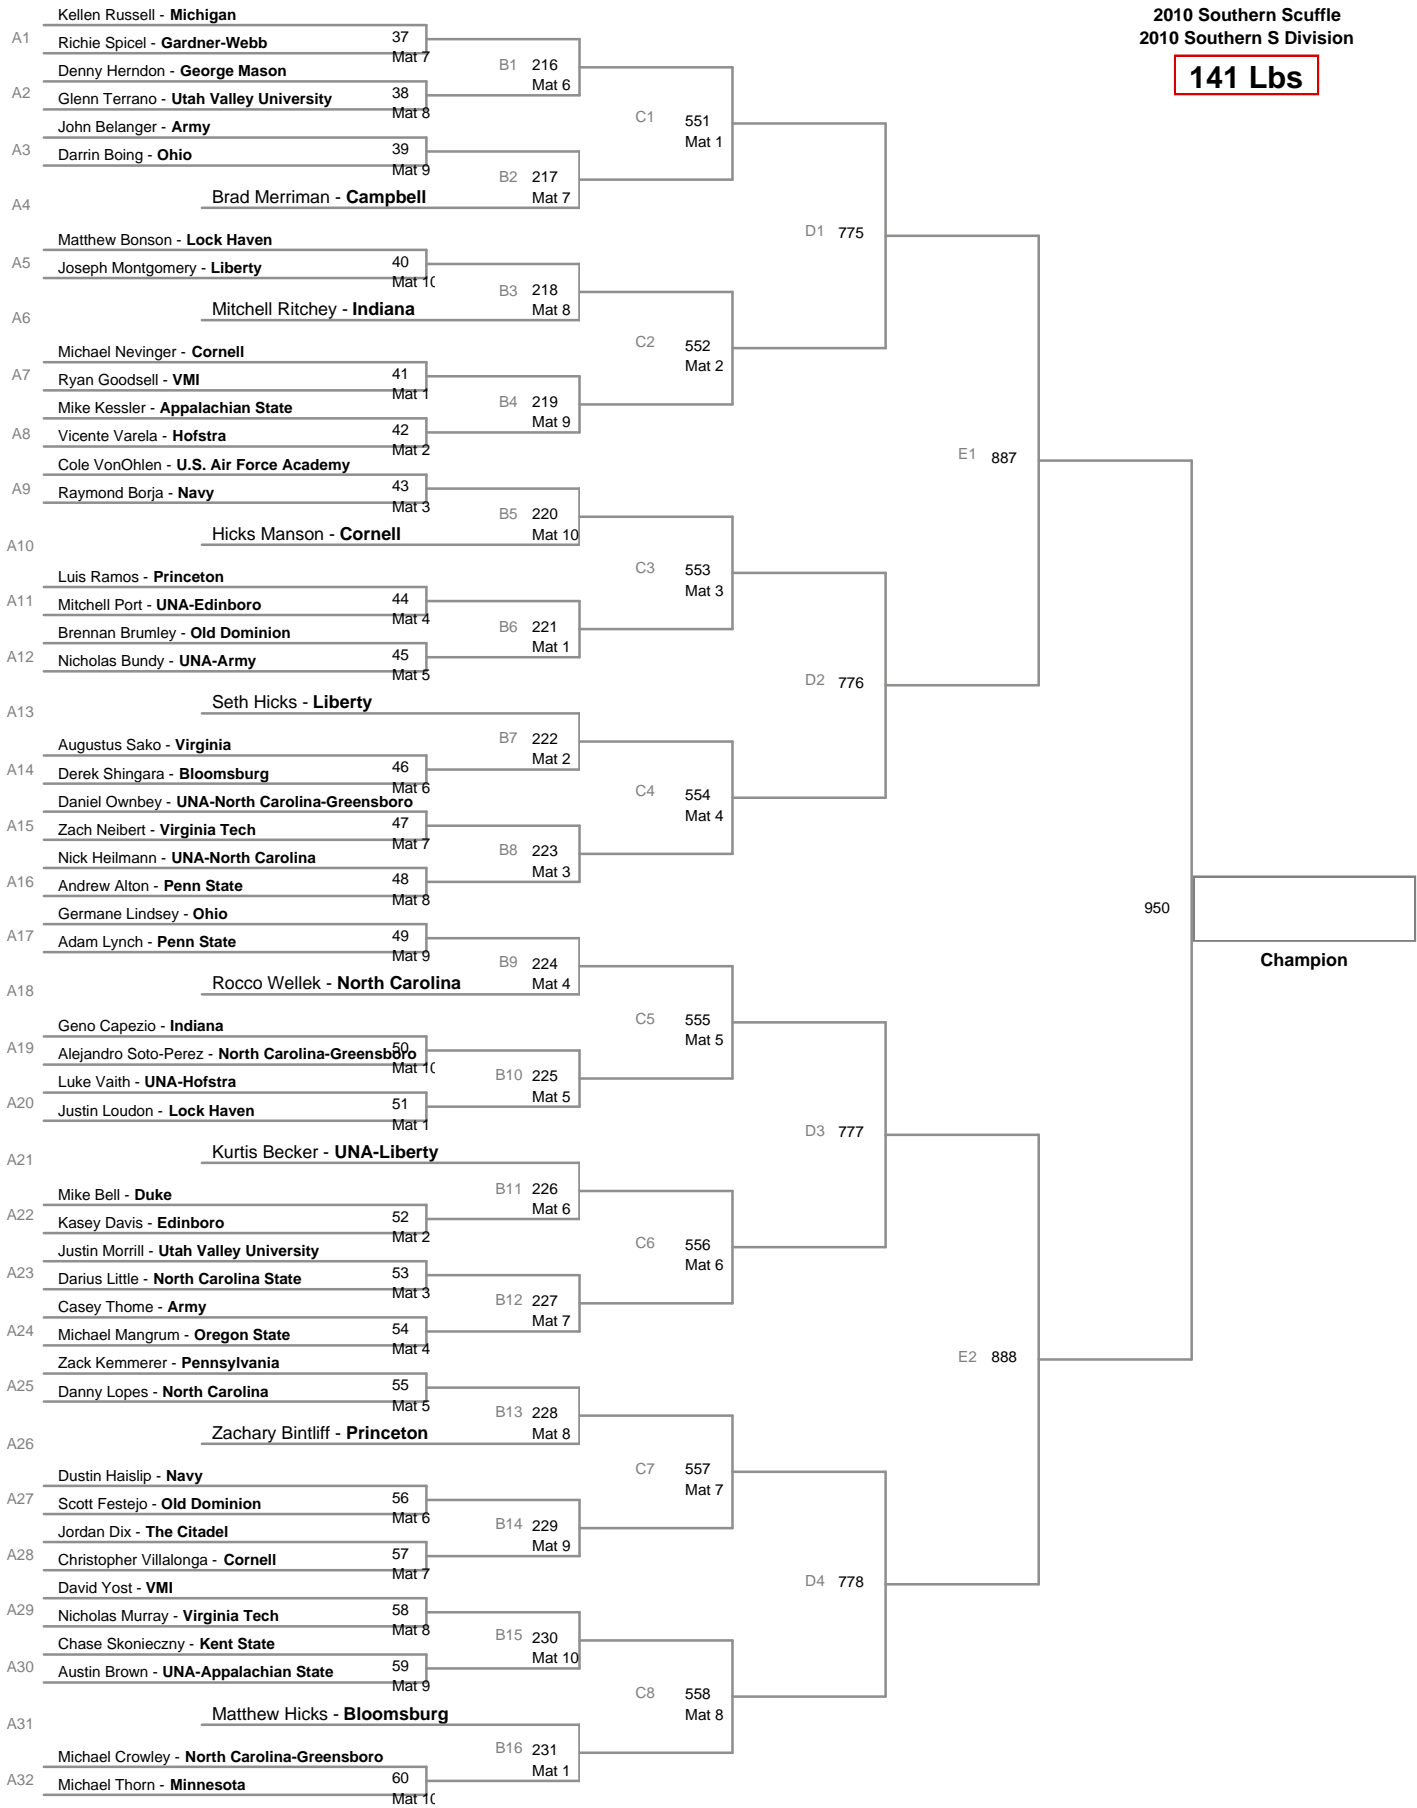 2010 Southern Scuffle
2010 Southern S Division
141 Lbs
Kellen Russell - Michigan
A1
Richie Spicel - Gardner-Webb
37
Mat 7
Denny Herndon - George Mason
B1 216
Mat 6
A2
Glenn Terrano - Utah Valley University
38
Mat 8
C1 551
Mat 1
John Belanger - Army
A3
Darrin Boing - Ohio
39
Mat 9
B2 217
Mat 7
A4
Brad Merriman - Campbell
D1 775
Matthew Bonson - Lock Haven
A5
Joseph Montgomery - Liberty
40
Mat 10
B3 218
Mat 8
A6
Mitchell Ritchey - Indiana
C2 552
Mat 2
Michael Nevinger - Cornell
A7
Ryan Goodsell - VMI
41
Mat 1
Mike Kessler - Appalachian State
B4 219
Mat 9
A8
Vicente Varela - Hofstra
42
Mat 2
E1 887
Cole VonOhlen - U.S. Air Force Academy
A9
Raymond Borja - Navy
43
Mat 3
B5 220
Mat 10
A10
Hicks Manson - Cornell
C3 553
Mat 3
Luis Ramos - Princeton
A11
Mitchell Port - UNA-Edinboro
44
Mat 4
Brennan Brumley - Old Dominion
B6 221
Mat 1
A12
Nicholas Bundy - UNA-Army
45
Mat 5
D2 776
A13
Seth Hicks - Liberty
B7 222
Mat 2
Augustus Sako - Virginia
A14
Derek Shingara - Bloomsburg
46
Mat 6
C4 554
Mat 4
Daniel Ownbey - UNA-North Carolina-Greensboro
A15
Zach Neibert - Virginia Tech
47
Mat 7
Nick Heilmann - UNA-North Carolina
B8 223
Mat 3
A16
Andrew Alton - Penn State
48
Mat 8
950
Champion
Germane Lindsey - Ohio
A17
Adam Lynch - Penn State
49
Mat 9
B9 224
Mat 4
A18
Rocco Wellek - North Carolina
C5 555
Mat 5
Geno Capezio - Indiana
A19
Alejandro Soto-Perez - North Carolina-Greensboro
50
Mat 10
Luke Vaith - UNA-Hofstra
B10 225
Mat 5
A20
Justin Loudon - Lock Haven
51
Mat 1
D3 777
A21
Kurtis Becker - UNA-Liberty
B11 226
Mat 6
Mike Bell - Duke
A22
Kasey Davis - Edinboro
52
Mat 2
C6 556
Mat 6
Justin Morrill - Utah Valley University
A23
Darius Little - North Carolina State
53
Mat 3
Casey Thome - Army
B12 227
Mat 7
A24
Michael Mangrum - Oregon State
54
Mat 4
E2 888
Zack Kemmerer - Pennsylvania
A25
Danny Lopes - North Carolina
55
Mat 5
B13 228
Mat 8
A26
Zachary Bintliff - Princeton
C7 557
Mat 7
Dustin Haislip - Navy
A27
Scott Festejo - Old Dominion
56
Mat 6
Jordan Dix - The Citadel
B14 229
Mat 9
A28
Christopher Villalonga - Cornell
57
Mat 7
D4 778
David Yost - VMI
A29
Nicholas Murray - Virginia Tech
58
Mat 8
Chase Skonieczny - Kent State
B15 230
Mat 10
A30
Austin Brown - UNA-Appalachian State
59
Mat 9
C8 558
Mat 8
A31
Matthew Hicks - Bloomsburg
B16 231
Mat 1
Michael Crowley - North Carolina-Greensboro
A32
Michael Thorn - Minnesota
60
Mat 10